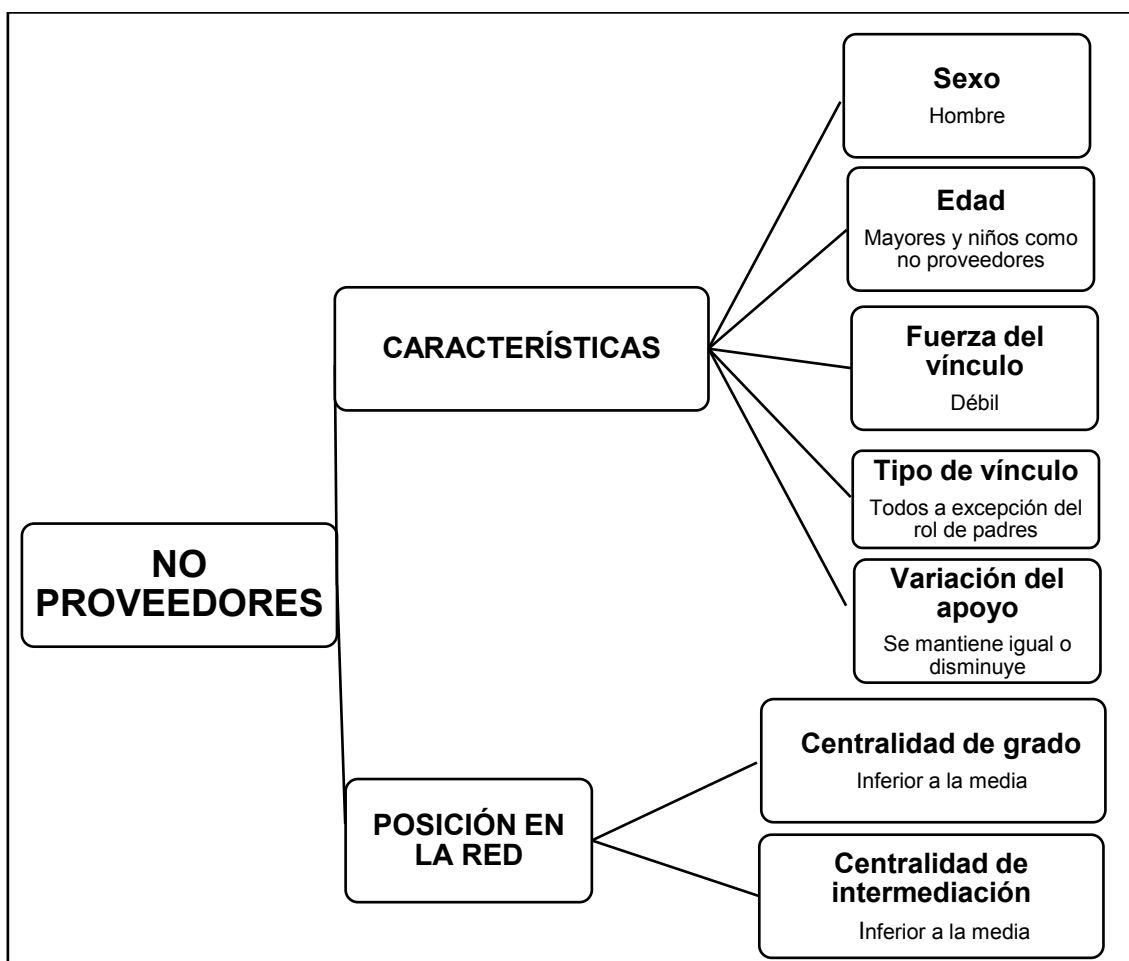 NO
PROVEEDORES
CARACTERÍSTICAS
Sexo
Hombre
Edad
Mayores y niños como
no proveedores
Fuerza del
vínculo
Débil
Tipo de vínculo
Todos a excepción del
rol de padres
Variación del
apoyo
Se mantiene igual o
disminuye
POSICIÓN EN
LA RED
Centralidad de grado
Inferior a la media
Centralidad de
intermediación
Inferior a la media